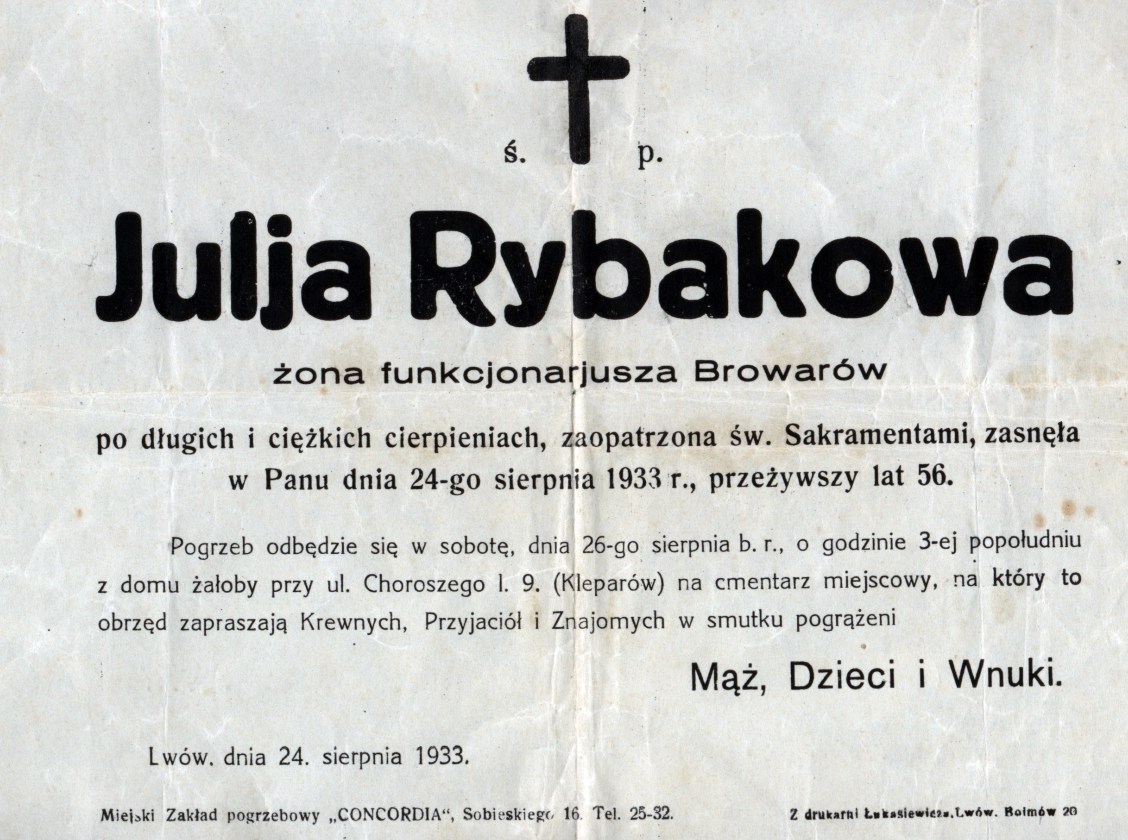 ś. p.
Julja Rybakowa
żona funkcjonarjusza Browarów
po długich i ciężkich cierpieniach, zaopatrzona św. Sakramentami, zasnęła
w Panu dnia 24-go sierpnia 1933 r., przeżywszy lat 56.
Pogrzeb odbędzie się w sobotę, dnia 26-go sierpnia b. r., o godzinie 3-ej popołudniu
z domu żałoby przy ul. Choroszego l. 9. (Kleparów) na cmentarz miejscowy, na który to
obrzęd zapraszają Krewnych, Przyjaciół i Znajomych w smutku pogrążeni
Mąż, Dzieci i Wnuki.
Lwów, dnia 24. sierpnia 1933.
Miejski Zakład pogrzebowy „CONCORDIA“, Sobieskiego 16. Tel. 25-32.
Z drukarni Łukasiewicza, Lwów. Boimów 26